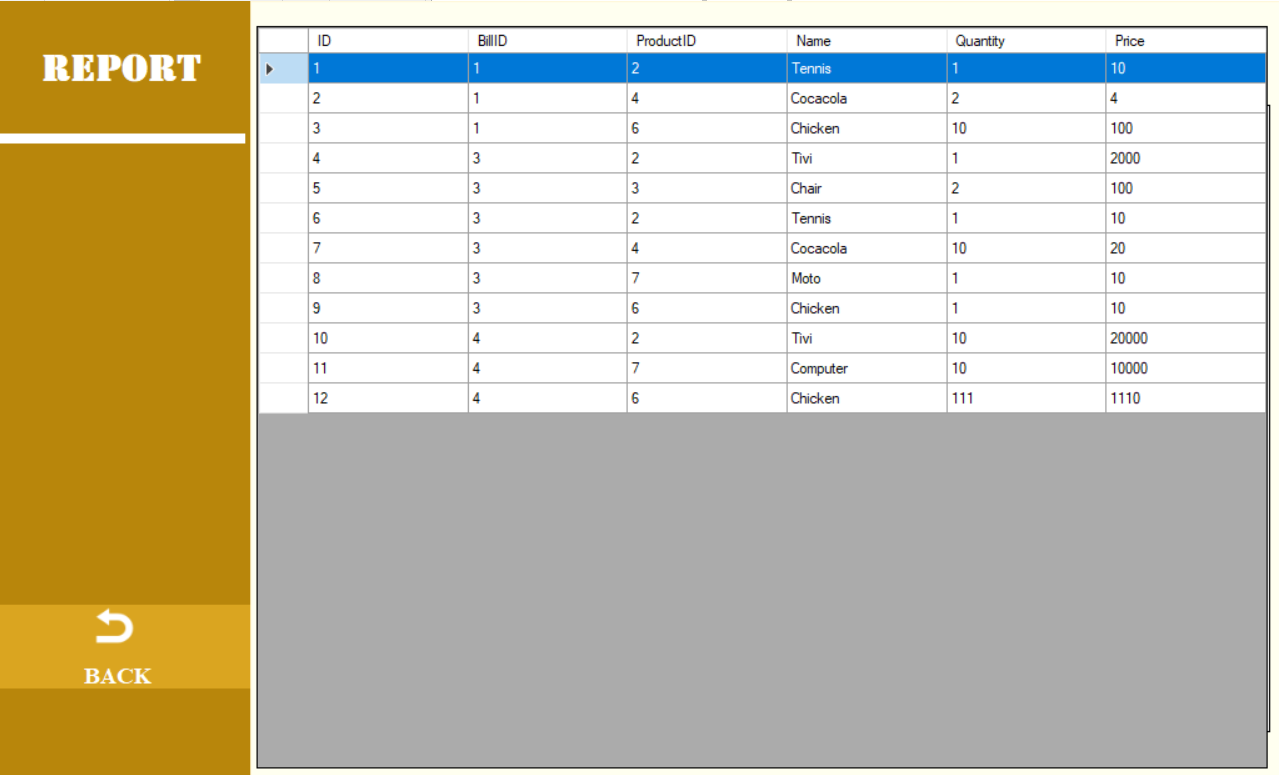 REPORT
ID BillID ProductID Name Quantity Price
1 1 2 Tennis 1 10
2 1 4 Cocacola 2 4
3 1 6 Chicken 10 100
4 3 2 Tivi 1 2000
5 3 3 Chair 2 100
6 3 2 Tennis 1 10
7 3 4 Cocacola 10 20
8 3 7 Moto 1 10
9 3 6 Chicken 1 10
10 4 2 Tivi 10 20000
11 4 7 Computer 10 10000
12 4 6 Chicken 111 1110
BACK